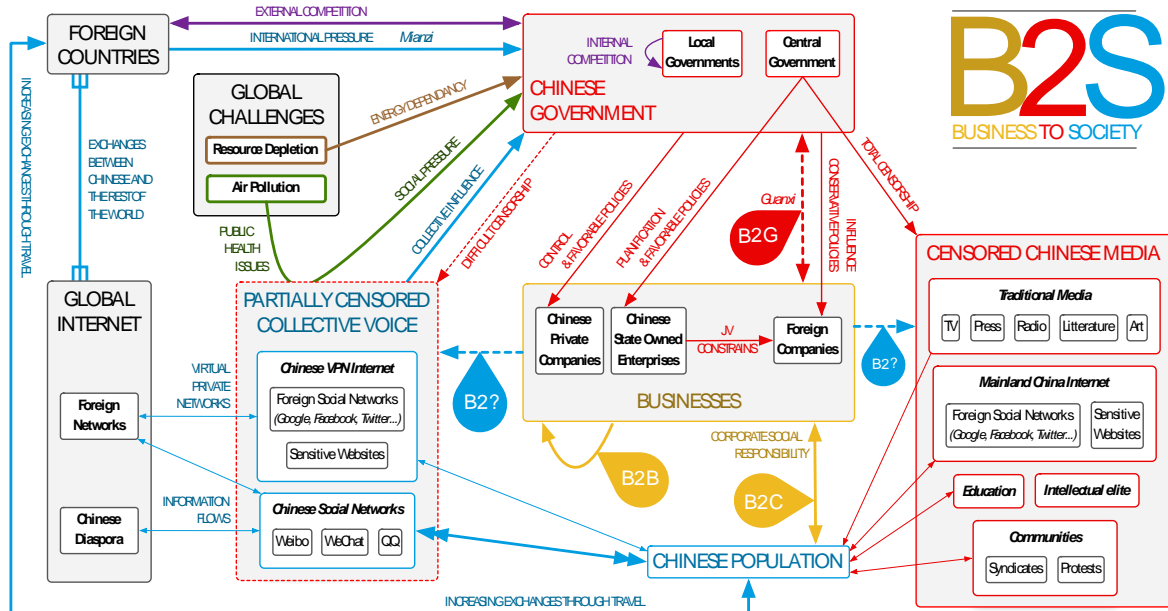 EXTERNAL COMPETITION
INTERNATIONAL PRESSURE Mianzi
FOREIGN
COUNTRIES
INTERNAL
COMPETITION
Local
Governments
Central
Government
CHINESE
GOVERNMENT
B2S
BUSINESS TO SOCIETY
GLOBAL
CHALLENGES
Resource Depletion
Air Pollution
ENERGY DEPENDANCY
SOCIAL PRESSURE
COLLECTIVE INFLUENCE
DIFFICULT CENSORSHIP
INCREASING EXCHANGES THROUGH TRAVEL
EXCHANGES
BETWEEN
CHINESE AND
THE REST OF
THE WORLD
PUBLIC
HEALTH
ISSUES
CONTROL
& FAVORABLE POLICIES
PLANIFICATION
& FAVORABLE POLICIES
Guanxi
B2G
INFLUENCE
CONSERVATIVE POLICIES
TOTAL CENSORSHIP
GLOBAL
INTERNET
Foreign
Networks
Chinese
Diaspora
VIRTUAL
PRIVATE
NETWORKS
INFORMATION
FLOWS
PARTIALLY CENSORED
COLLECTIVE VOICE
Chinese VPN Internet
Foreign Social Networks
(Google, Facebook, Twitter...)
Sensitive Websites
Chinese Social Networks
Weibo
WeChat
QQ
B2?
Chinese
Private
Companies
Chinese
State Owned
Enterprises
JV
CONSTRAINS
Foreign
Companies
BUSINESSES
B2?
B2B
CORPORATE SOCIAL
RESPONSIBILITY
B2C
CHINESE POPULATION
INCREASING EXCHANGES THROUGH TRAVEL
CENSORED CHINESE MEDIA
Traditional Media
TV
Press
Radio
Litterature
Art
Mainland China Internet
Foreign Social Networks
(Google, Facebook, Twitter...)
Sensitive
Websites
Education
Intellectual elite
Communities
Syndicates
Protests